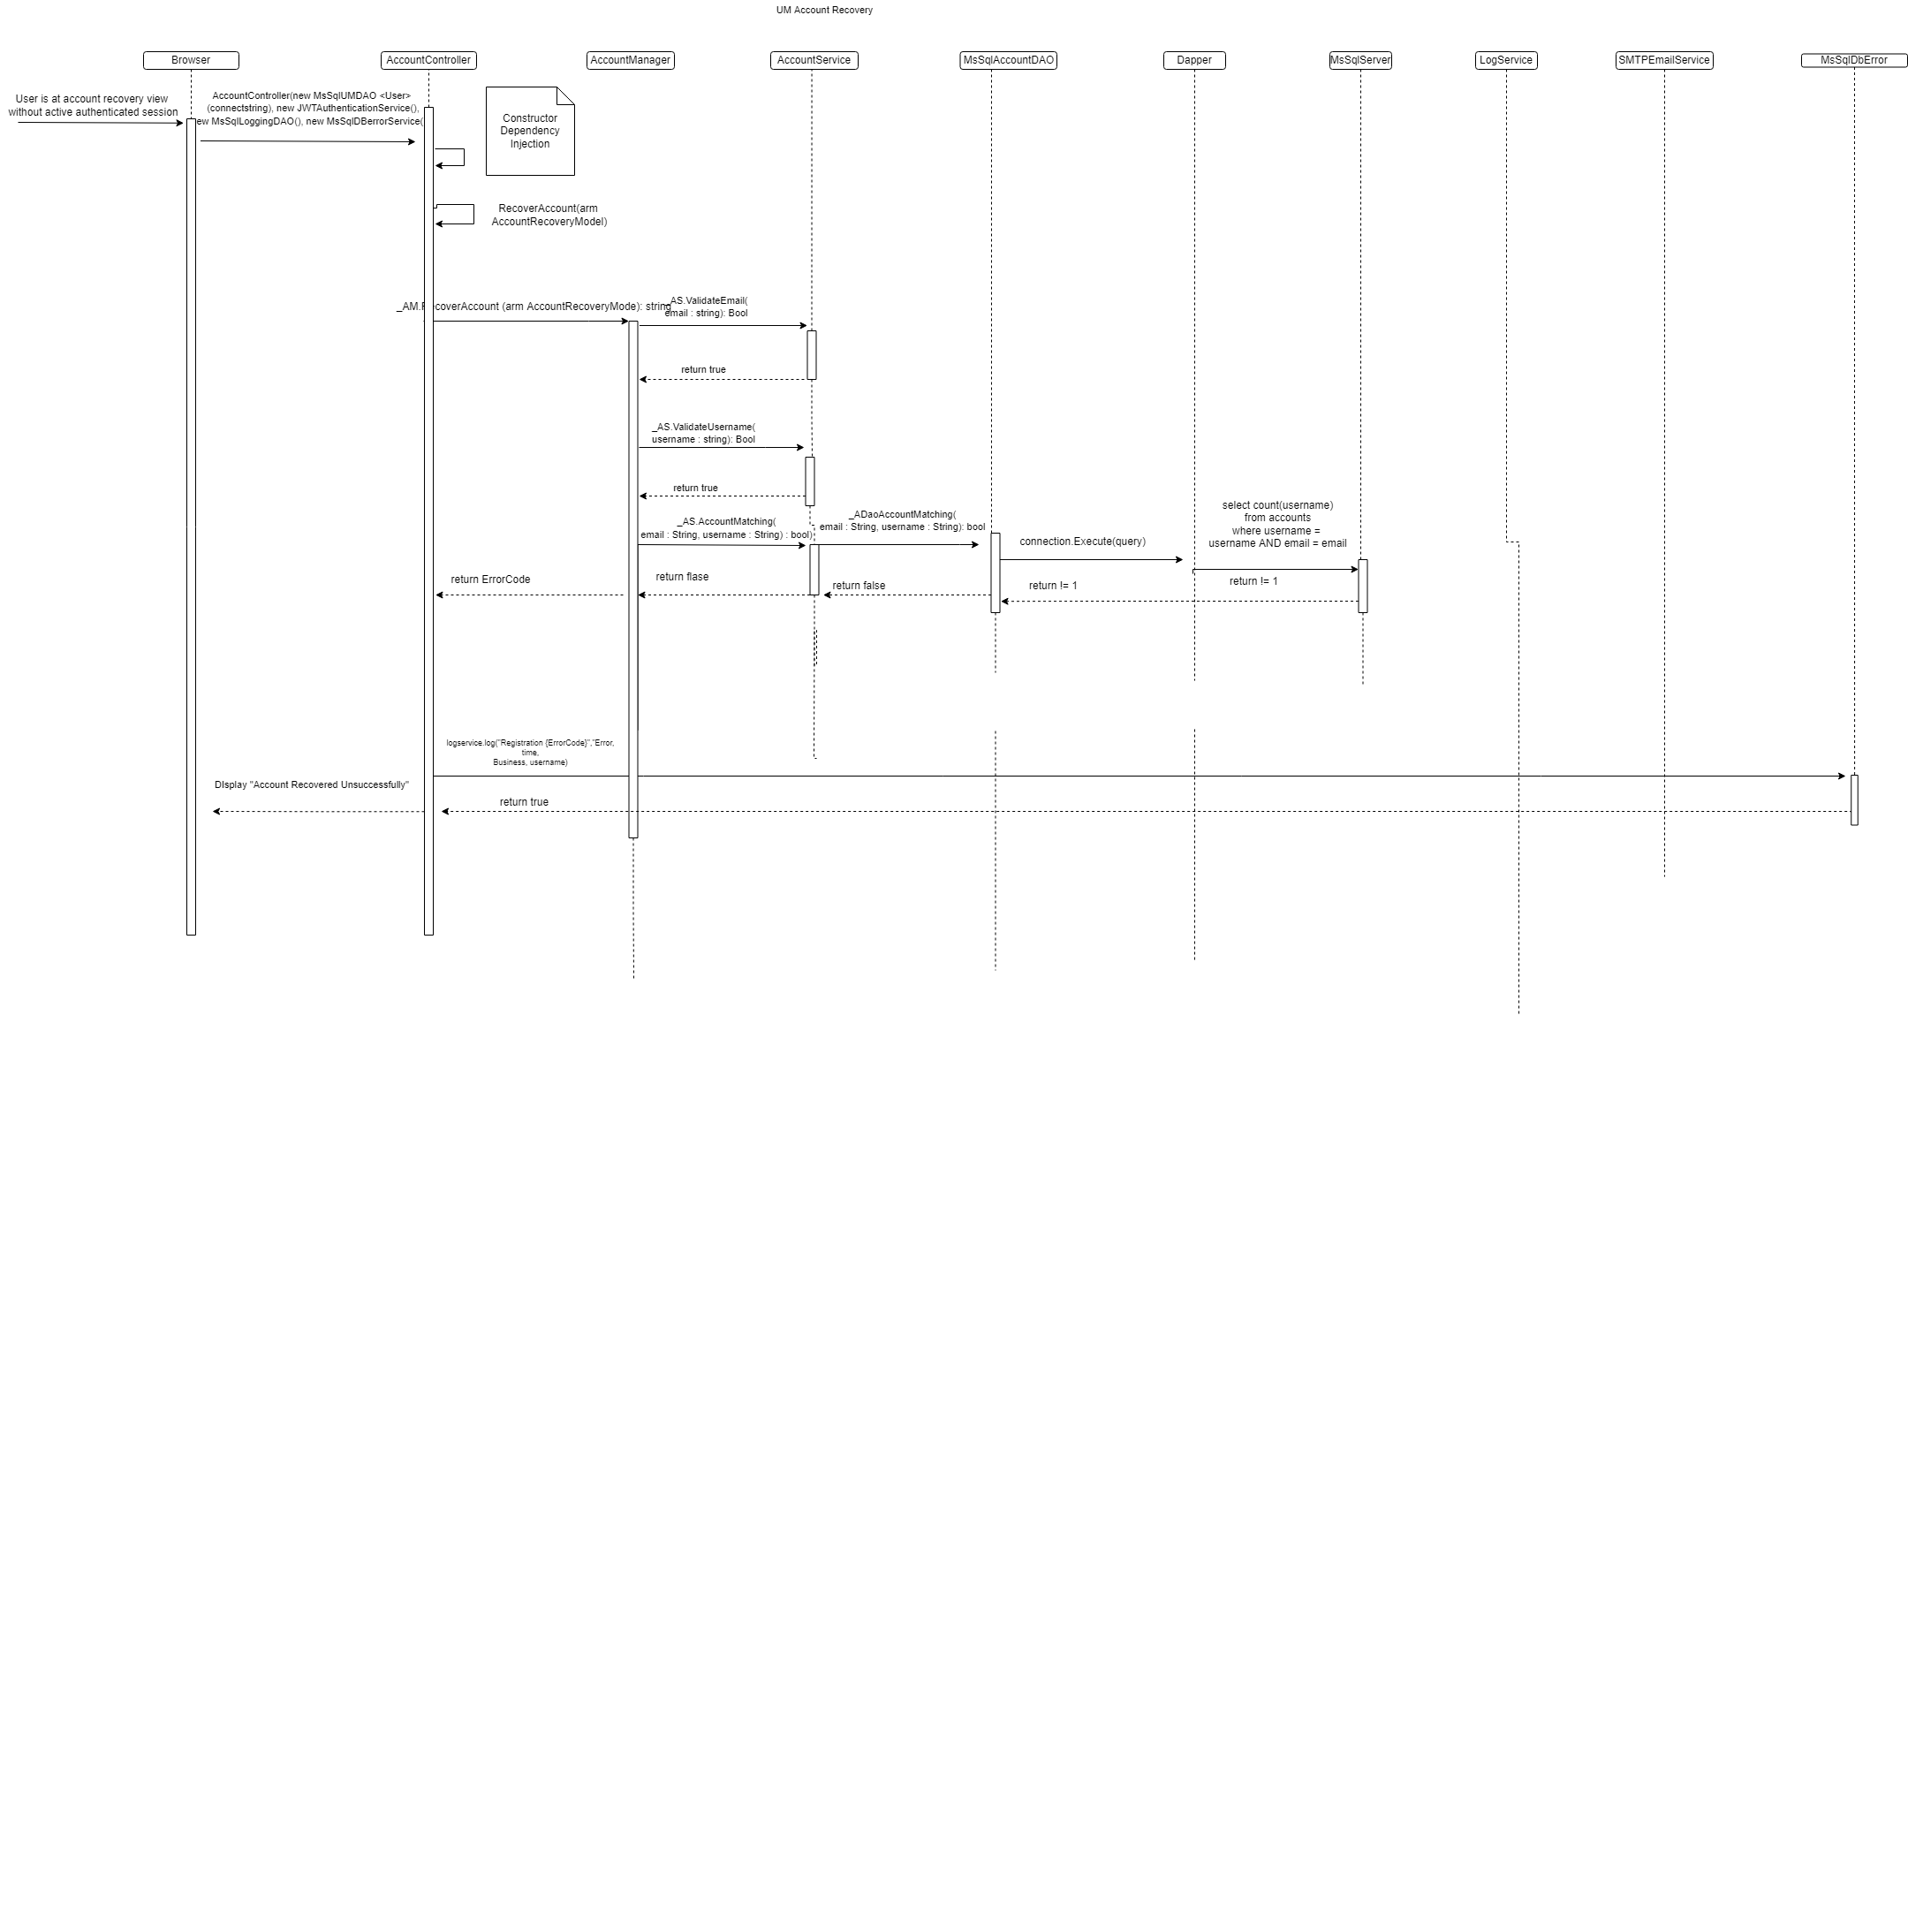 UM Account Recovery
Browser
AccountController
AccountManager
AccountService
MsSqlAccountDAO
Dapper
MsSqlServer
LogService
SMTPEmailService
MsSqlDbError
User is at account recovery view
without active authenticated session
AccountController(new MsSqlUMDAO <User>
(connectstring), new JWTAuthenticationService(),
ew MsSqlLoggingDAO(), new MsSqlDBerrorService(
Constructor
Dependency
Injection
RecoverAccount(arm
AccountRecoveryModel)
_AM.RecoverAccount (arm AccountRecoveryMode): string
_AS.ValidateEmail(
email : string): Bool
return true
_AS.ValidateUsername(
username : string): Bool
return true
_AS.AccountMatching(
email : String, username : String) : bool)
_ADaoAccountMatching(
email : String, username : String): bool
connection.Execute(query)
select count(username)
from accounts
where username =
username AND email = email
return ErrorCode
return flase
return false
return != 1
return != 1
logservice.log("Registration {ErrorCode}","Error,
time,
Business, username)
DIsplay "Account Recovered Unsuccessfully"
return true